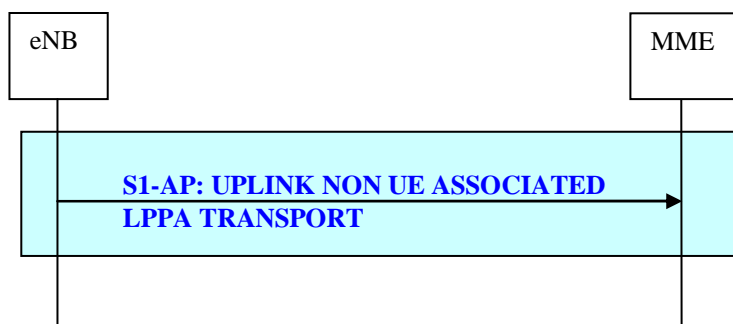 eNB
MME
S1-AP: UPLINK NON UE ASSOCIATED
LPPA TRANSPORT